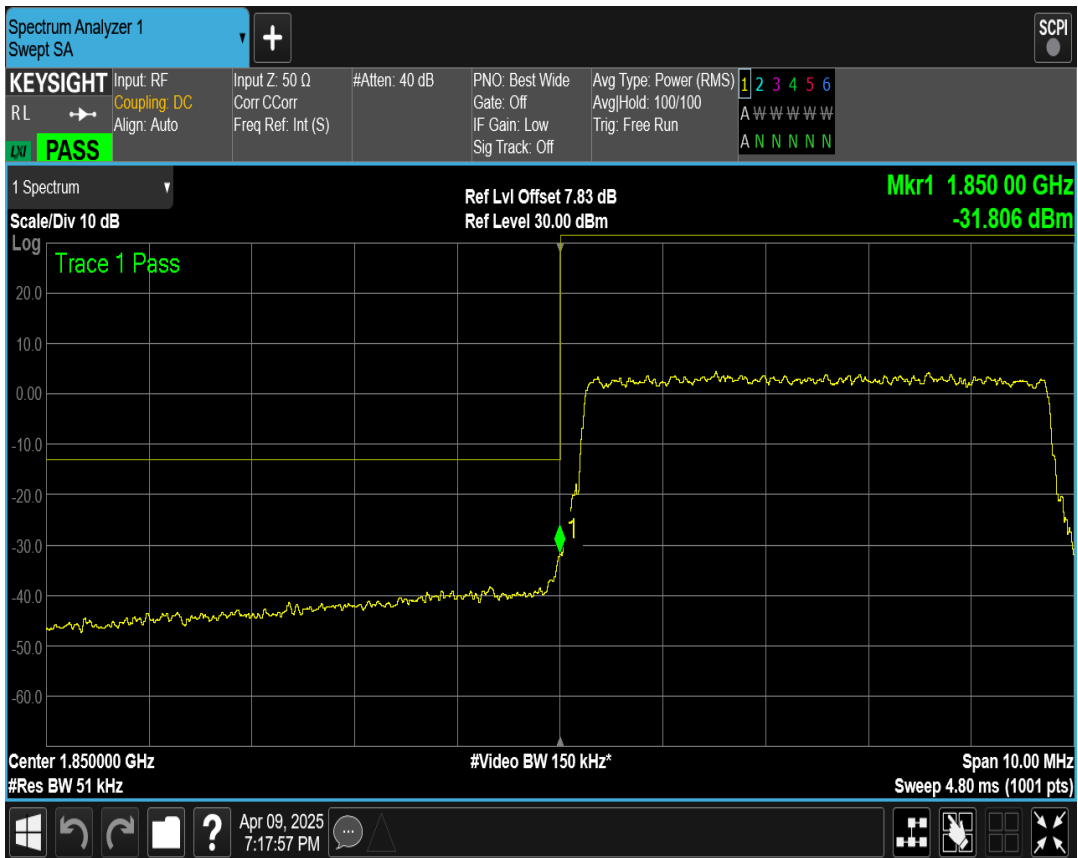 Spectrum Analyzer 1
Swept SA
SCPI
KEYSIGHT
RL
LXI PASS
Input: RF
Coupling: DC
Align: Auto
Input Z: 50 Ω
Corr CCorr
Freq Ref: Int (S)
#Atten: 40 dB
PNO: Best Wide
Gate: Off
IF Gain: Low
Sig Track: Off
Avg Type: Power (RMS)
Avg|Hold: 100/100
Trig: Free Run
1 2 3 4 5 6
A W W W W W
A N N N N N
1 Spectrum
Scale/Div 10 dB
Ref Lvl Offset 7.83 dB
Ref Level 30.00 dBm
Mkr1 1.850 00 GHz
-31.806 dBm
Log
Trace 1 Pass
20.0
10.0
0.00
-10.0
-20.0
-30.0
-40.0
-50.0
-60.0
1
Center 1.850000 GHz
#Res BW 51 kHz
#Video BW 150 kHz*
Span 10.00 MHz
Sweep 4.80 ms (1001 pts)
Apr 09, 2025
7:17:57 PM